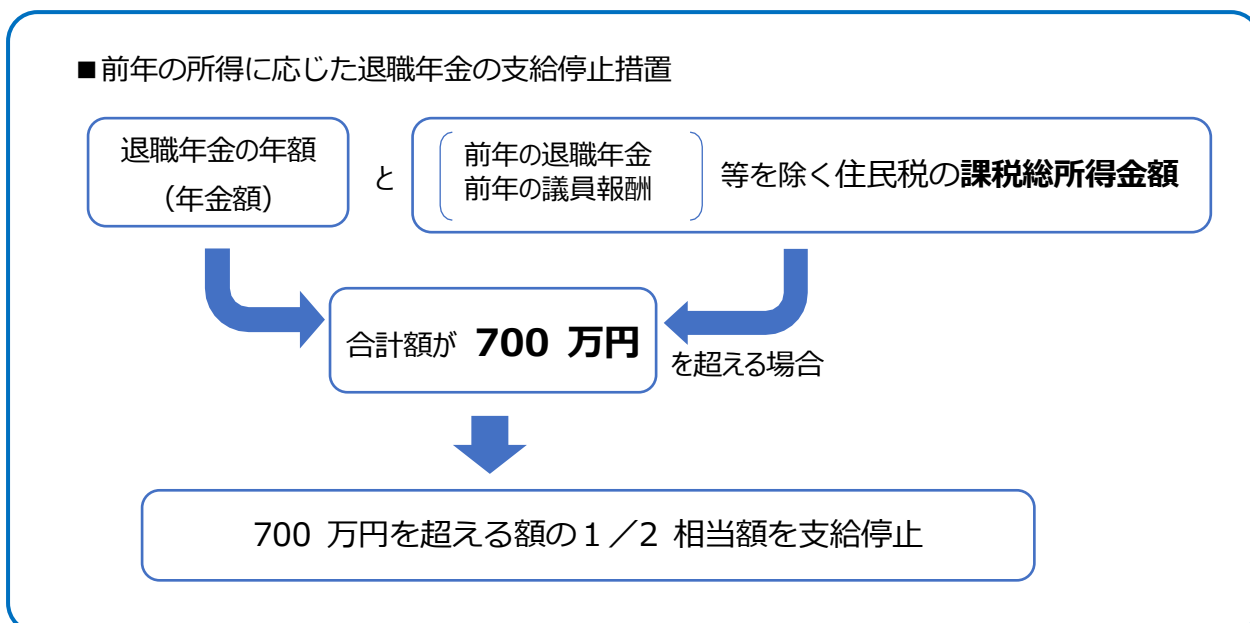 ■前年の所得に応じた退職年金の支給停止措置
退職年金の年額
（年金額）
と
前年の退職年金
前年の議員報酬
等を除く住民税の課税総所得金額
合計額が 700 万円
を超える場合
700 万円を超える額の１／2 相当額を支給停止